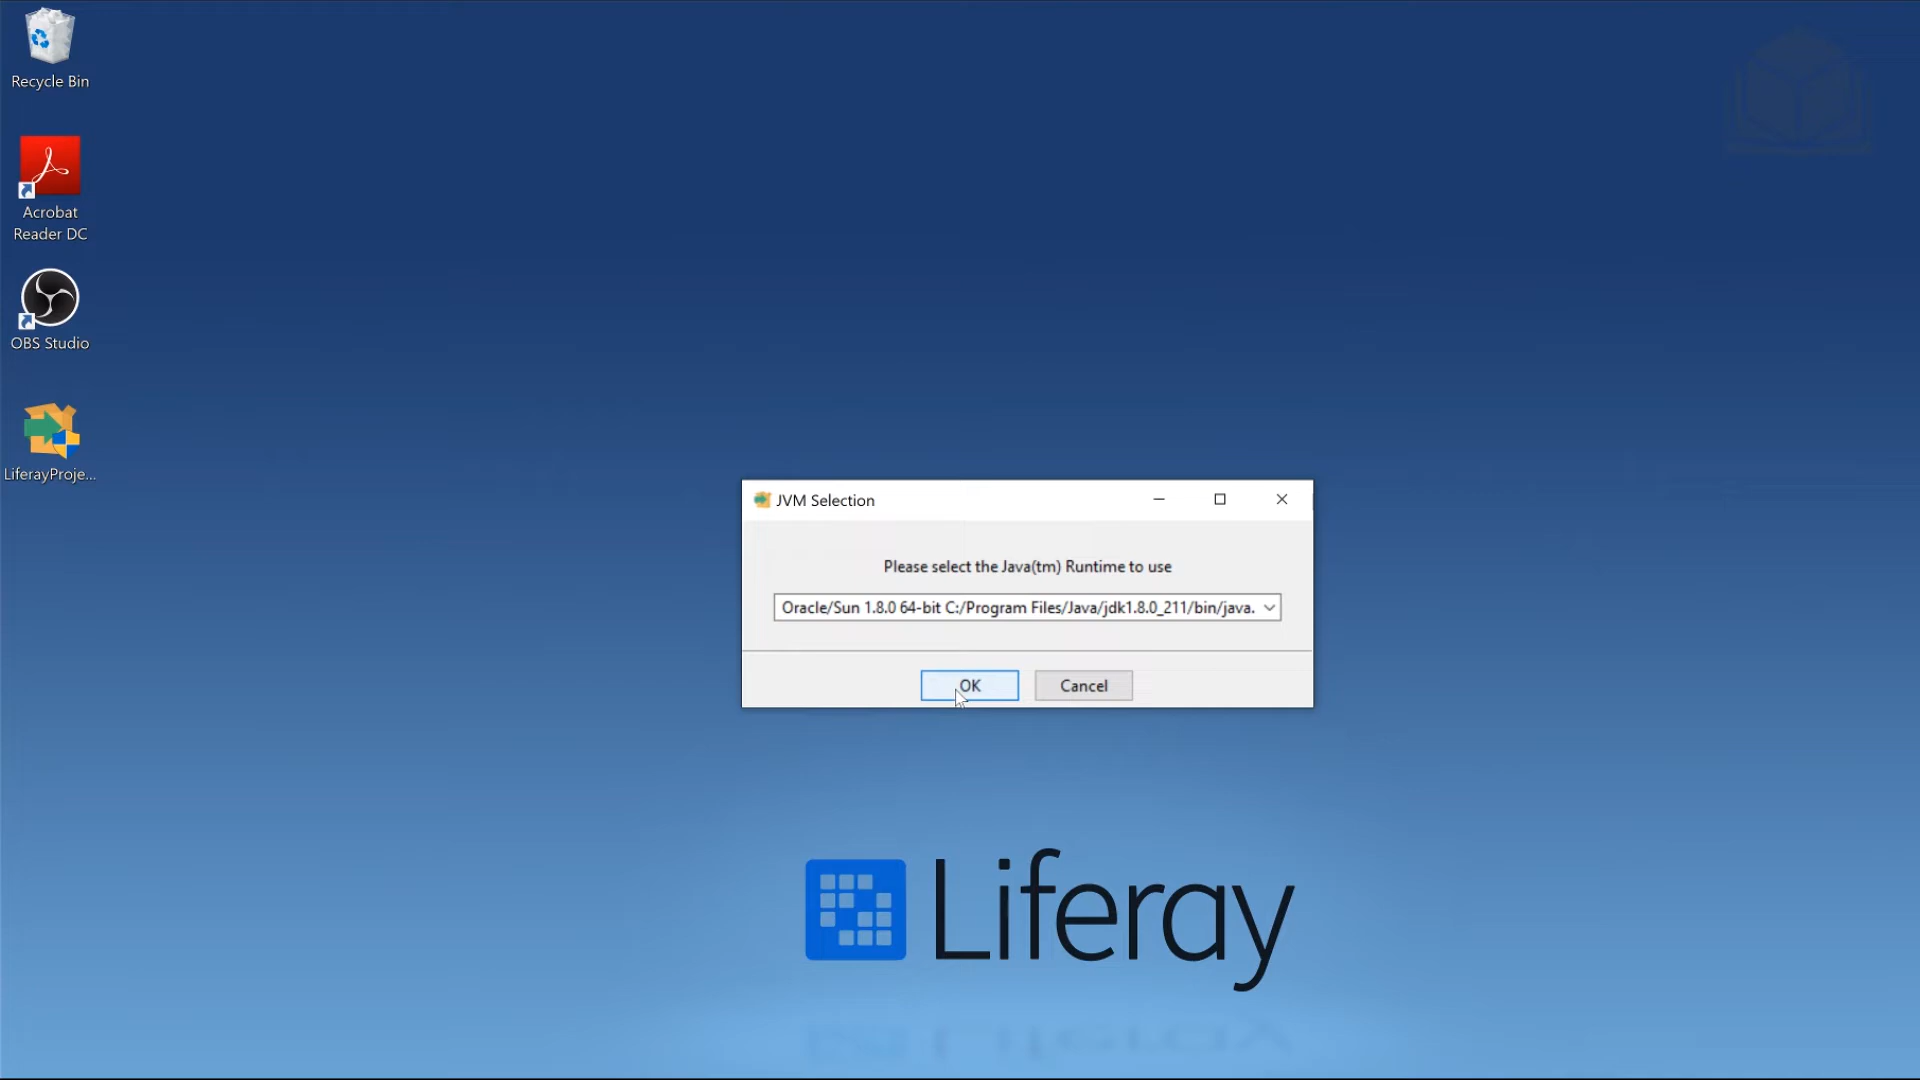 Recycle Bin
Acrobat
Reader DC
OBS Studio
LiferayProje...
JVM Selection
Please select the Java(tm) Runtime to use
Oracle/Sun 1.8.0 64-bit C:/Program Files/Java/jdk1.8.0_211/bin/java.
OK
Cancel
Liferay